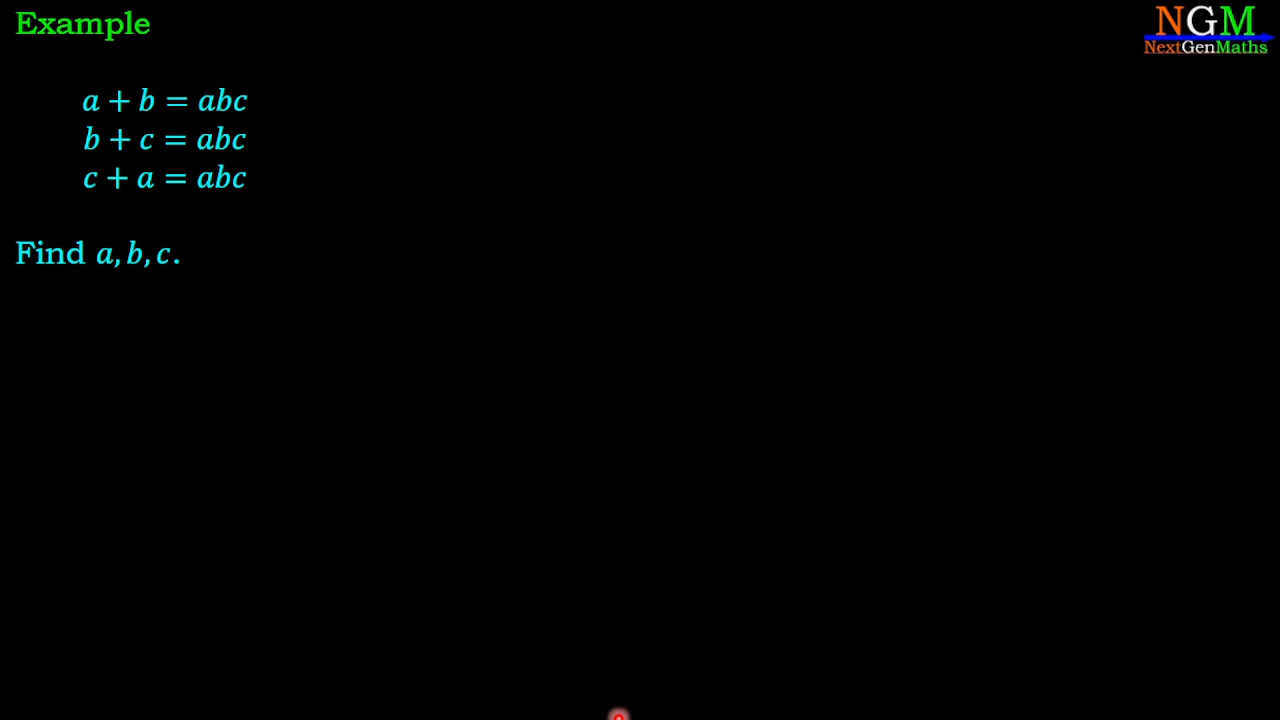 Example
NGM
NextGenMaths
a + b = abc
b + c = abc
c + a = abc
Find a, b, c.